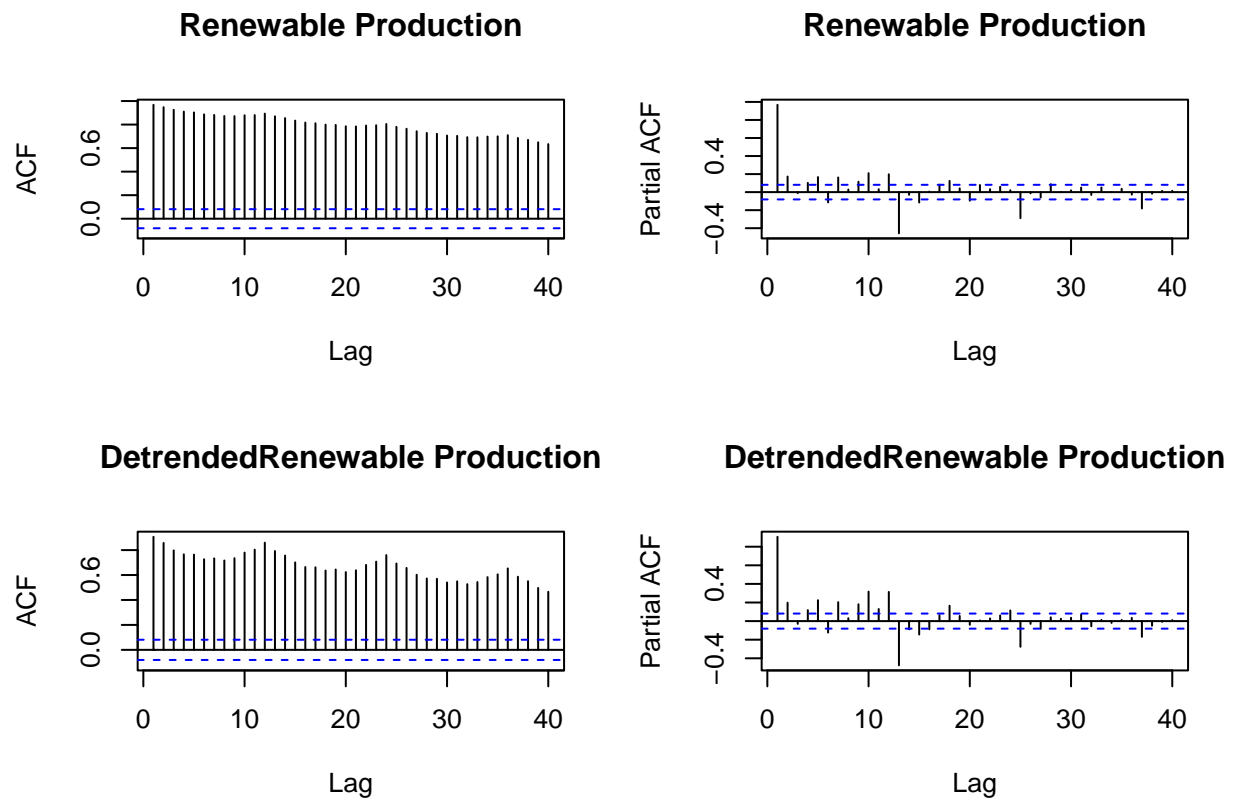 Renewable Production
ACF
0.0 0.6
0 10 20 30 40
Lag
Renewable Production
Partial ACF
−0.4 0.4
0 10 20 30 40
Lag
DetrendedRenewable Production
ACF
0.0 0.6
0 10 20 30 40
Lag
DetrendedRenewable Production
Partial ACF
−0.4 0.4
0 10 20 30 40
Lag